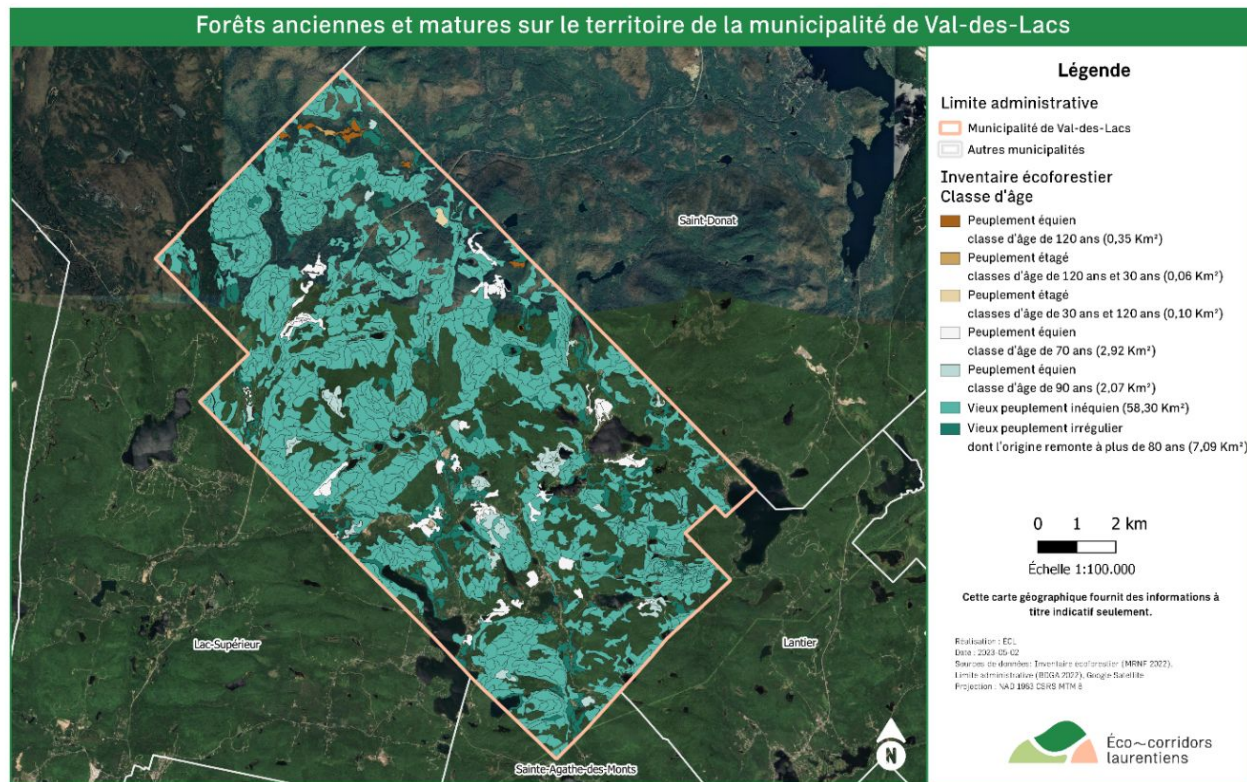 Forêts anciennes et matures sur le territoire de la municipalité de Val-des-Lacs
Saint-Donat
Lac-Supérieur
Lantier
Sainte-Agathe-des-Monts
Légende
Limite administrative
Municipalité de Val-des-Lacs
Autres municipalités
Inventaire écoforestier
Classe d'âge
Peuplement équien
classe d'âge de 120 ans (0,35 Km²)
Peuplement étagé
classes d'âge de 120 ans et 30 ans (0,06 Km²)
Peuplement étagé
classes d'âge de 30 ans et 120 ans (0,10 Km²)
Peuplement équien
classe d'âge de 70 ans (2,92 Km²)
Peuplement équien
classe d'âge de 90 ans (2,07 Km²)
Vieux peuplement inéquien (58,30 Km²)
Vieux peuplement irrégulier
dont l'origine remonte à plus de 80 ans (7,09 Km²)
0 1 2 km
Échelle 1:100.000
Cette carte géographique fournit des informations à
titre indicatif seulement.
Réalisation : ECL
Date : 2023-05-02
Sources de données: Inventaire écoforestier (MRNF 2022),
Limite administrative (BDGA 2022), Google Satellite
Projection : NAD 1983 CSRS MTM 8
N
Éco~corridors
laurentiens